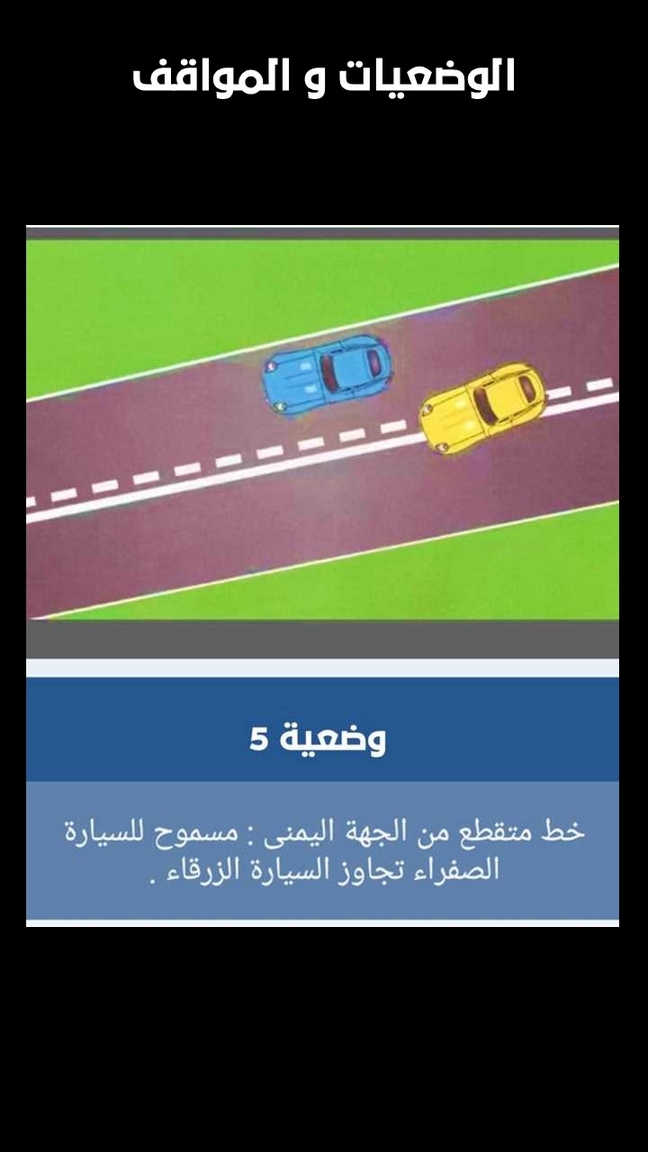 الوضعيات و المواقف
وضعية 5
خط متقطع من الجهة اليمنى : مسموح للسيارة
الصفراء تجاوز السيارة الزرقاء .